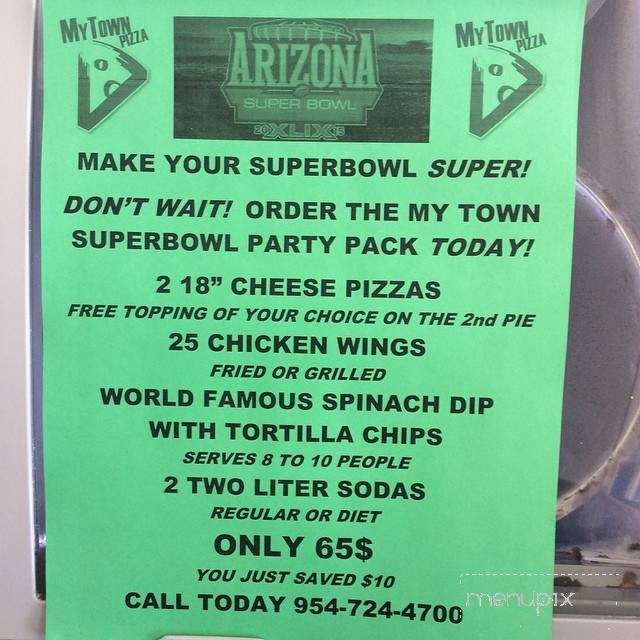 MYTOWN
PIZZA
ARIZONA
SUPER BOWL
20 XLIX 15
MYTOWN
PIZZA
MAKE YOUR SUPERBOWL SUPER!
DON'T WAIT! ORDER THE MY TOWN
SUPERBOWL PARTY PACK TODAY!
2 18” CHEESE PIZZAS
FREE TOPPING OF YOUR CHOICE ON THE 2nd PIE
25 CHICKEN WINGS
FRIED OR GRILLED
WORLD FAMOUS SPINACH DIP
WITH TORTILLA CHIPS
SERVES 8 TO 10 PEOPLE
2 TWO LITER SODAS
REGULAR OR DIET
ONLY 65$
YOU JUST SAVED $10
CALL TODAY 954-724-4700
menupix